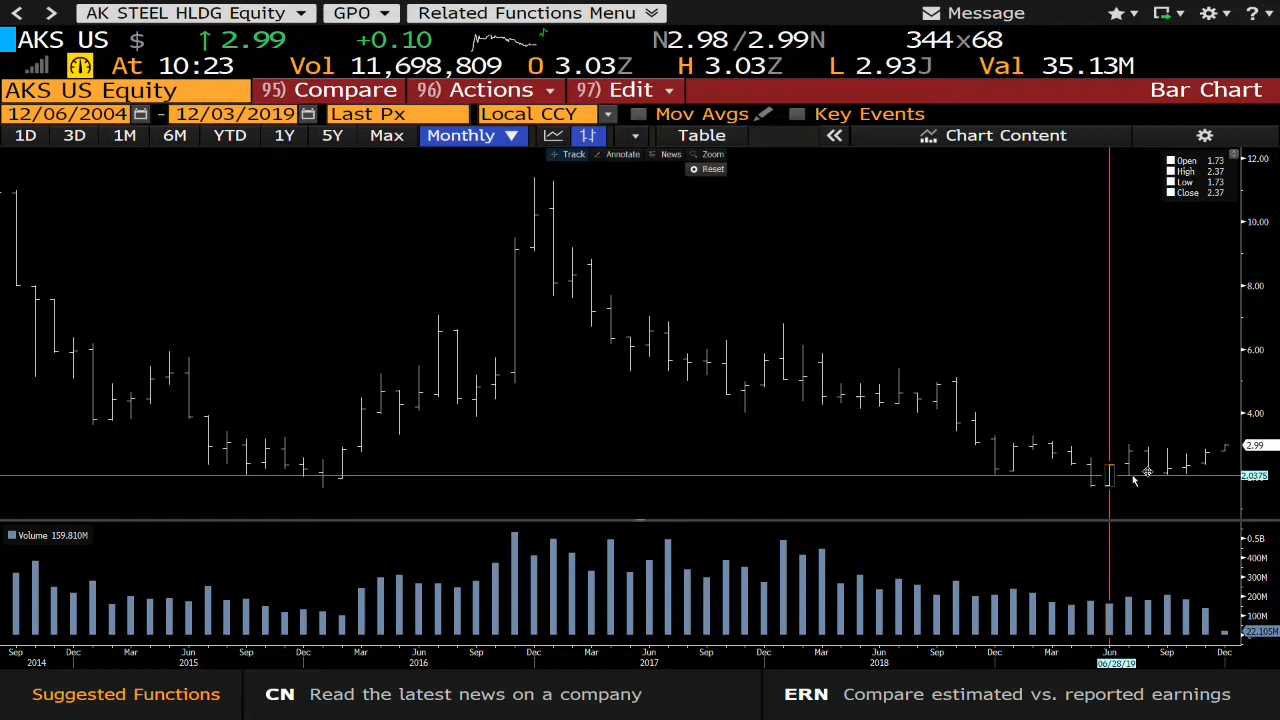 AK STEEL HLDG Equity GPO Related Functions Menu Message ?
AKS US $ ↑ 2.99 +0.10 N2.98/2.99N 344x68
At 10:23 Vol 11,698,809 O 3.03Z H 3.03Z L 2.93J Val 35.13M
AKS US Equity 95) Compare 96) Actions 97) Edit Bar Chart
12/06/2004 - 12/03/2019 Last Px Local CCY Mov Avgs Key Events
1D 3D 1M 6M YTD 1Y 5Y Max Monthly ▼ Table « Chart Content
Track Annotate News Zoom
Reset
Open 1.73
High 2.37
Low 1.73
Close 2.37
12.00
10.00
8.00
6.00
4.00
2.99
2.0375
Volume 159.810M
0.5B
400M
300M
200M
100M
22.105M
Sep Dec Mar Jun Sep Dec Mar Jun Sep Dec Mar Jun Sep Dec Mar Jun Sep Dec Mar Jun Sep Dec
2014 2015 2016 2017 2018 06/28/19
Suggested Functions CN Read the latest news on a company ERN Compare estimated vs. reported earnings